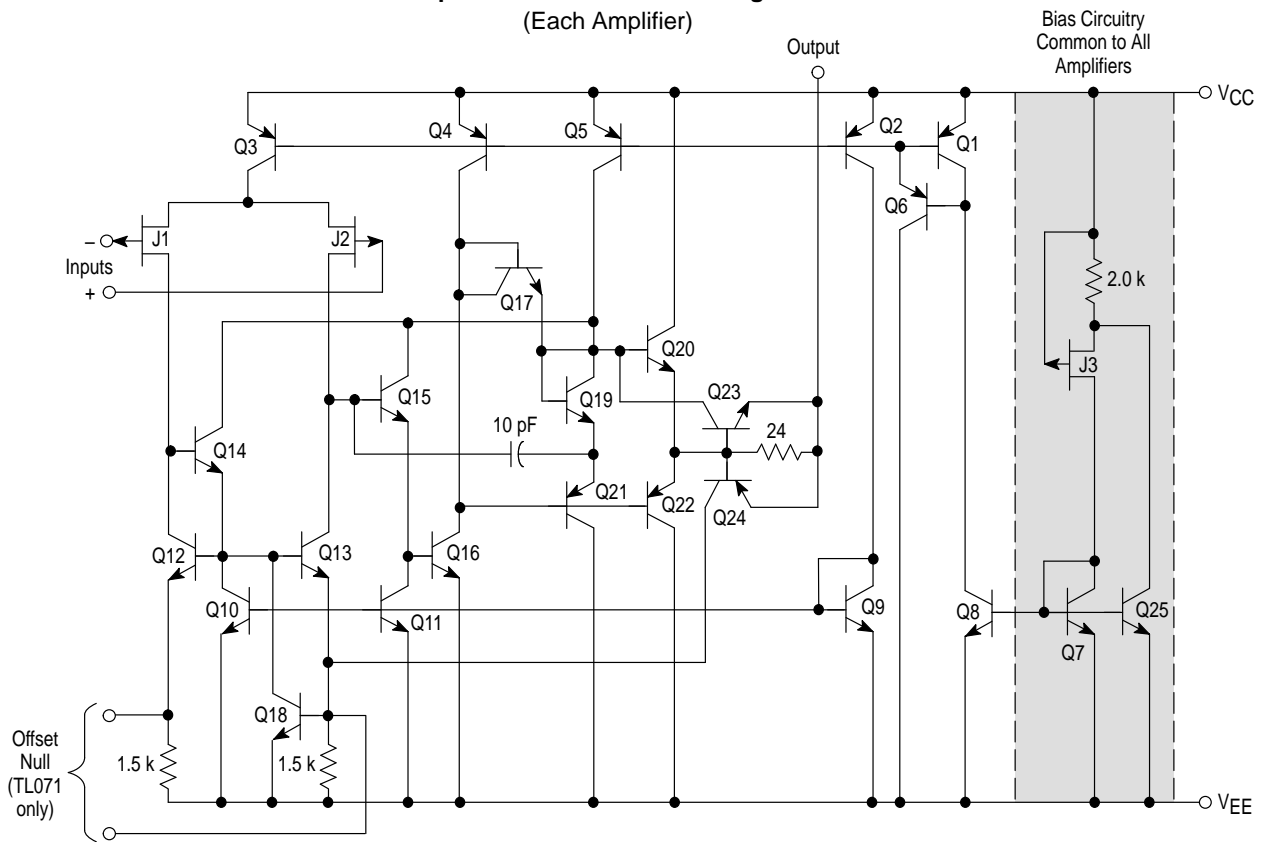 (Each Amplifier)
Output
Bias Circuitry
Common to All
Amplifiers
VCC
Q3
Q4
Q5
Q2
Q1
Q6
–
J1
J2
Inputs
+
Q17
2.0 k
J3
Q20
Q15
Q19
Q23
10 pF
24
Q14
Q21
Q22
Q24
Q12
Q13
Q16
Q10
Q11
Q9
Q8
Q7
Q25
Q18
Offset
Null
(TL071
only)
1.5 k
1.5 k
VEE